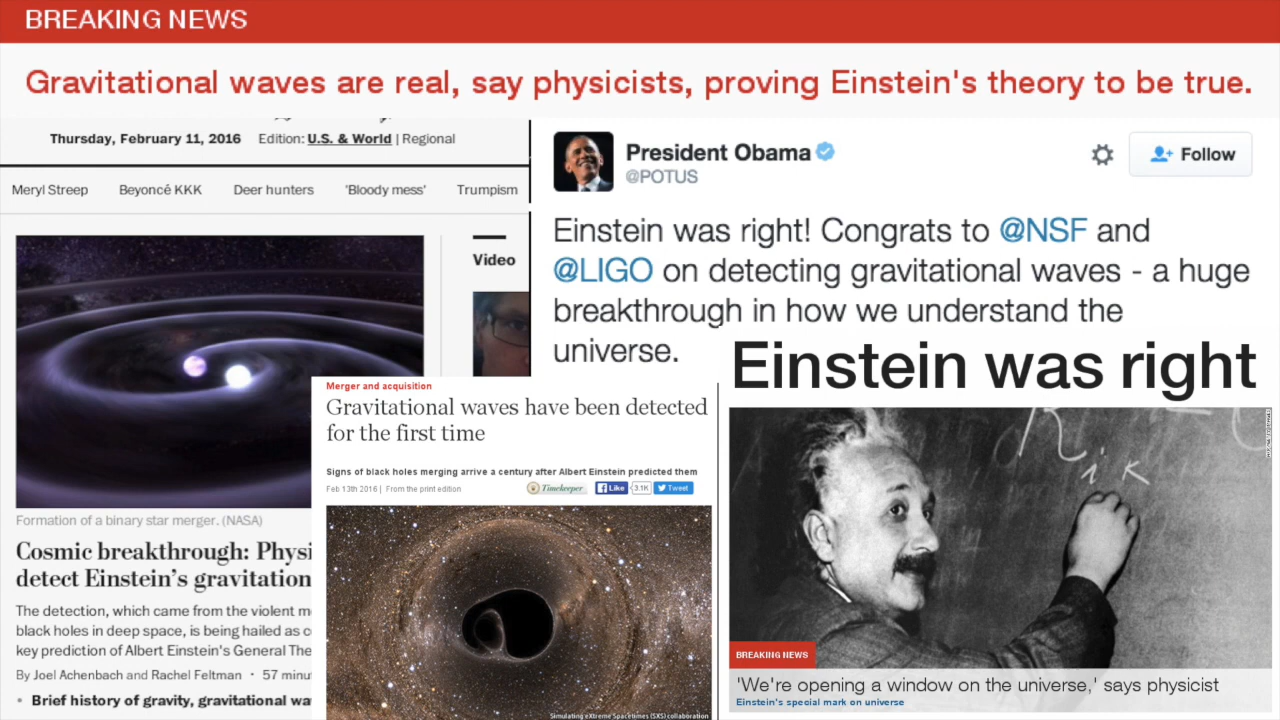 BREAKING NEWS
Gravitational waves are real, say physicists, proving Einstein's theory to be true.
Thursday, February 11, 2016 Edition: U.S. & World | Regional
Meryl Streep Beyoncé KKK Deer hunters 'Bloody mess' Trumpism
Video
Formation of a binary star merger. (NASA)
Cosmic breakthrough: Physi
detect Einstein's gravitation
The detection, which came from the violent m
black holes in deep space, is being hailed as
key prediction of Albert Einstein's General The
By Joel Achenbach and Rachel Feltman • 57 minu
• Brief history of gravity, gravitational wa
President Obama
@POTUS
Follow
Einstein was right! Congrats to @NSF and
@LIGO on detecting gravitational waves - a huge
breakthrough in how we understand the
universe.
Merger and acquisition
Gravitational waves have been detected
for the first time
Signs of black holes merging arrive a century after Albert Einstein predicted them
Feb 13th 2016 | From the print edition
Timekeeper Like 3.1K Tweet
Simulating eXtreme Spacetimes (SXS) collaboration
Einstein was right
R i k
BREAKING NEWS
'We're opening a window on the universe,' says physicist
Einstein's special mark on universe